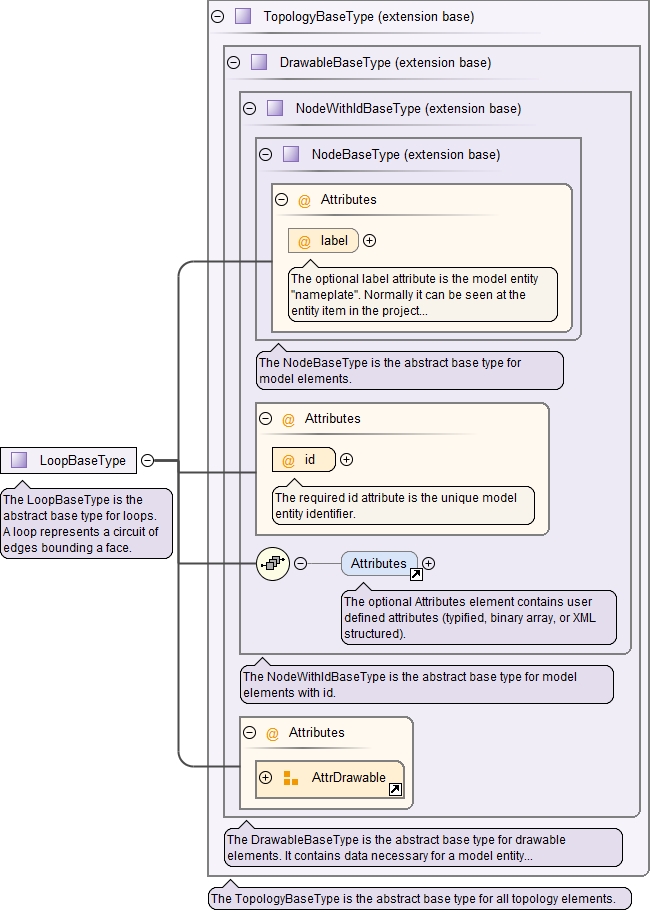 TopologyBaseType (extension base)
DrawableBaseType (extension base)
NodeWithIdBaseType (extension base)
NodeBaseType (extension base)
@ Attributes
@ label
The optional label attribute is the model entity
"nameplate". Normally it can be seen at the
entity item in the project...
The NodeBaseType is the abstract base type for
model elements.
@ Attributes
@ id
The required id attribute is the unique model
entity identifier.
LoopBaseType
The LoopBaseType is the
abstract base type for loops.
A loop represents a circuit of
edges bounding a face.
Attributes
The optional Attributes element contains user
defined attributes (typified, binary array, or XML
structured).
The NodeWithIdBaseType is the abstract base type for model
elements with id.
@ Attributes
AttrDrawable
The DrawableBaseType is the abstract base type for drawable
elements. It contains data necessary for a model entity...
The TopologyBaseType is the abstract base type for all topology elements.